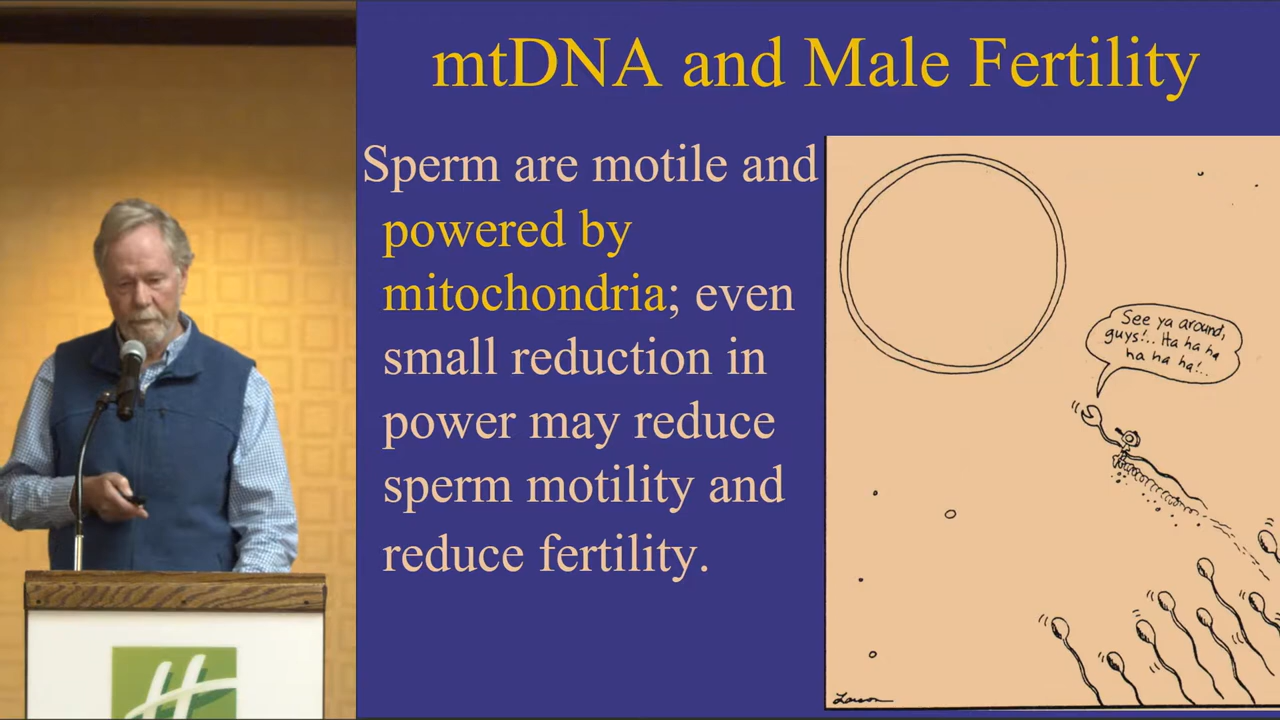 mtDNA and Male Fertility
Sperm are motile and
powered by
mitochondria; even
small reduction in
power may reduce
sperm motility and
reduce fertility.
See ya around,
guys!.. Ha ha ha
ha ha ha!..
Larson
H